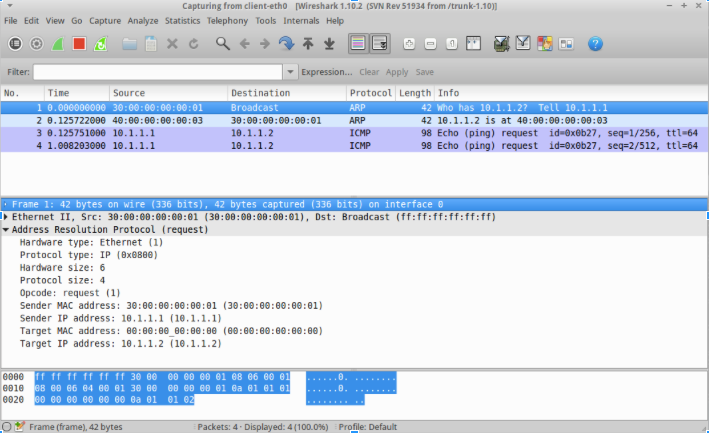 Capturing from client-eth0 [Wireshark 1.10.2 (SVN Rev 51934 from /trunk-1.10)]
File Edit View Go Capture Analyze Statistics Telephony Tools Internals Help
Filter: Expression... Clear Apply Save
No. Time Source Destination Protocol Length Info
1 0.000000000 30:00:00:00:00:01 Broadcast ARP 42 Who has 10.1.1.2? Tell 10.1.1.1
2 0.125722000 40:00:00:00:00:03 30:00:00:00:00:01 ARP 42 10.1.1.2 is at 40:00:00:00:00:03
3 0.125751000 10.1.1.1 10.1.1.2 ICMP 98 Echo (ping) request id=0x0b27, seq=1/256, ttl=64
4 1.008203000 10.1.1.1 10.1.1.2 ICMP 98 Echo (ping) request id=0x0b27, seq=2/512, ttl=64
Frame 1: 42 bytes on wire (336 bits), 42 bytes captured (336 bits) on interface 0
Ethernet II, Src: 30:00:00:00:00:01 (30:00:00:00:00:01), Dst: Broadcast (ff:ff:ff:ff:ff:ff)
Address Resolution Protocol (request)
Hardware type: Ethernet (1)
Protocol type: IP (0x0800)
Hardware size: 6
Protocol size: 4
Opcode: request (1)
Sender MAC address: 30:00:00:00:00:01 (30:00:00:00:00:01)
Sender IP address: 10.1.1.1 (10.1.1.1)
Target MAC address: 00:00:00_00:00:00 (00:00:00:00:00:00)
Target IP address: 10.1.1.2 (10.1.1.2)
0000 ff ff ff ff ff ff 30 00 00 00 00 01 08 06 00 01 ......0. ........
0010 08 00 06 04 00 01 30 00 00 00 00 01 0a 01 01 01 ......0. ........
0020 00 00 00 00 00 00 0a 01 01 02 ........ ..
Frame (frame), 42 bytes Packets: 4 · Displayed: 4 (100.0%) Profile: Default